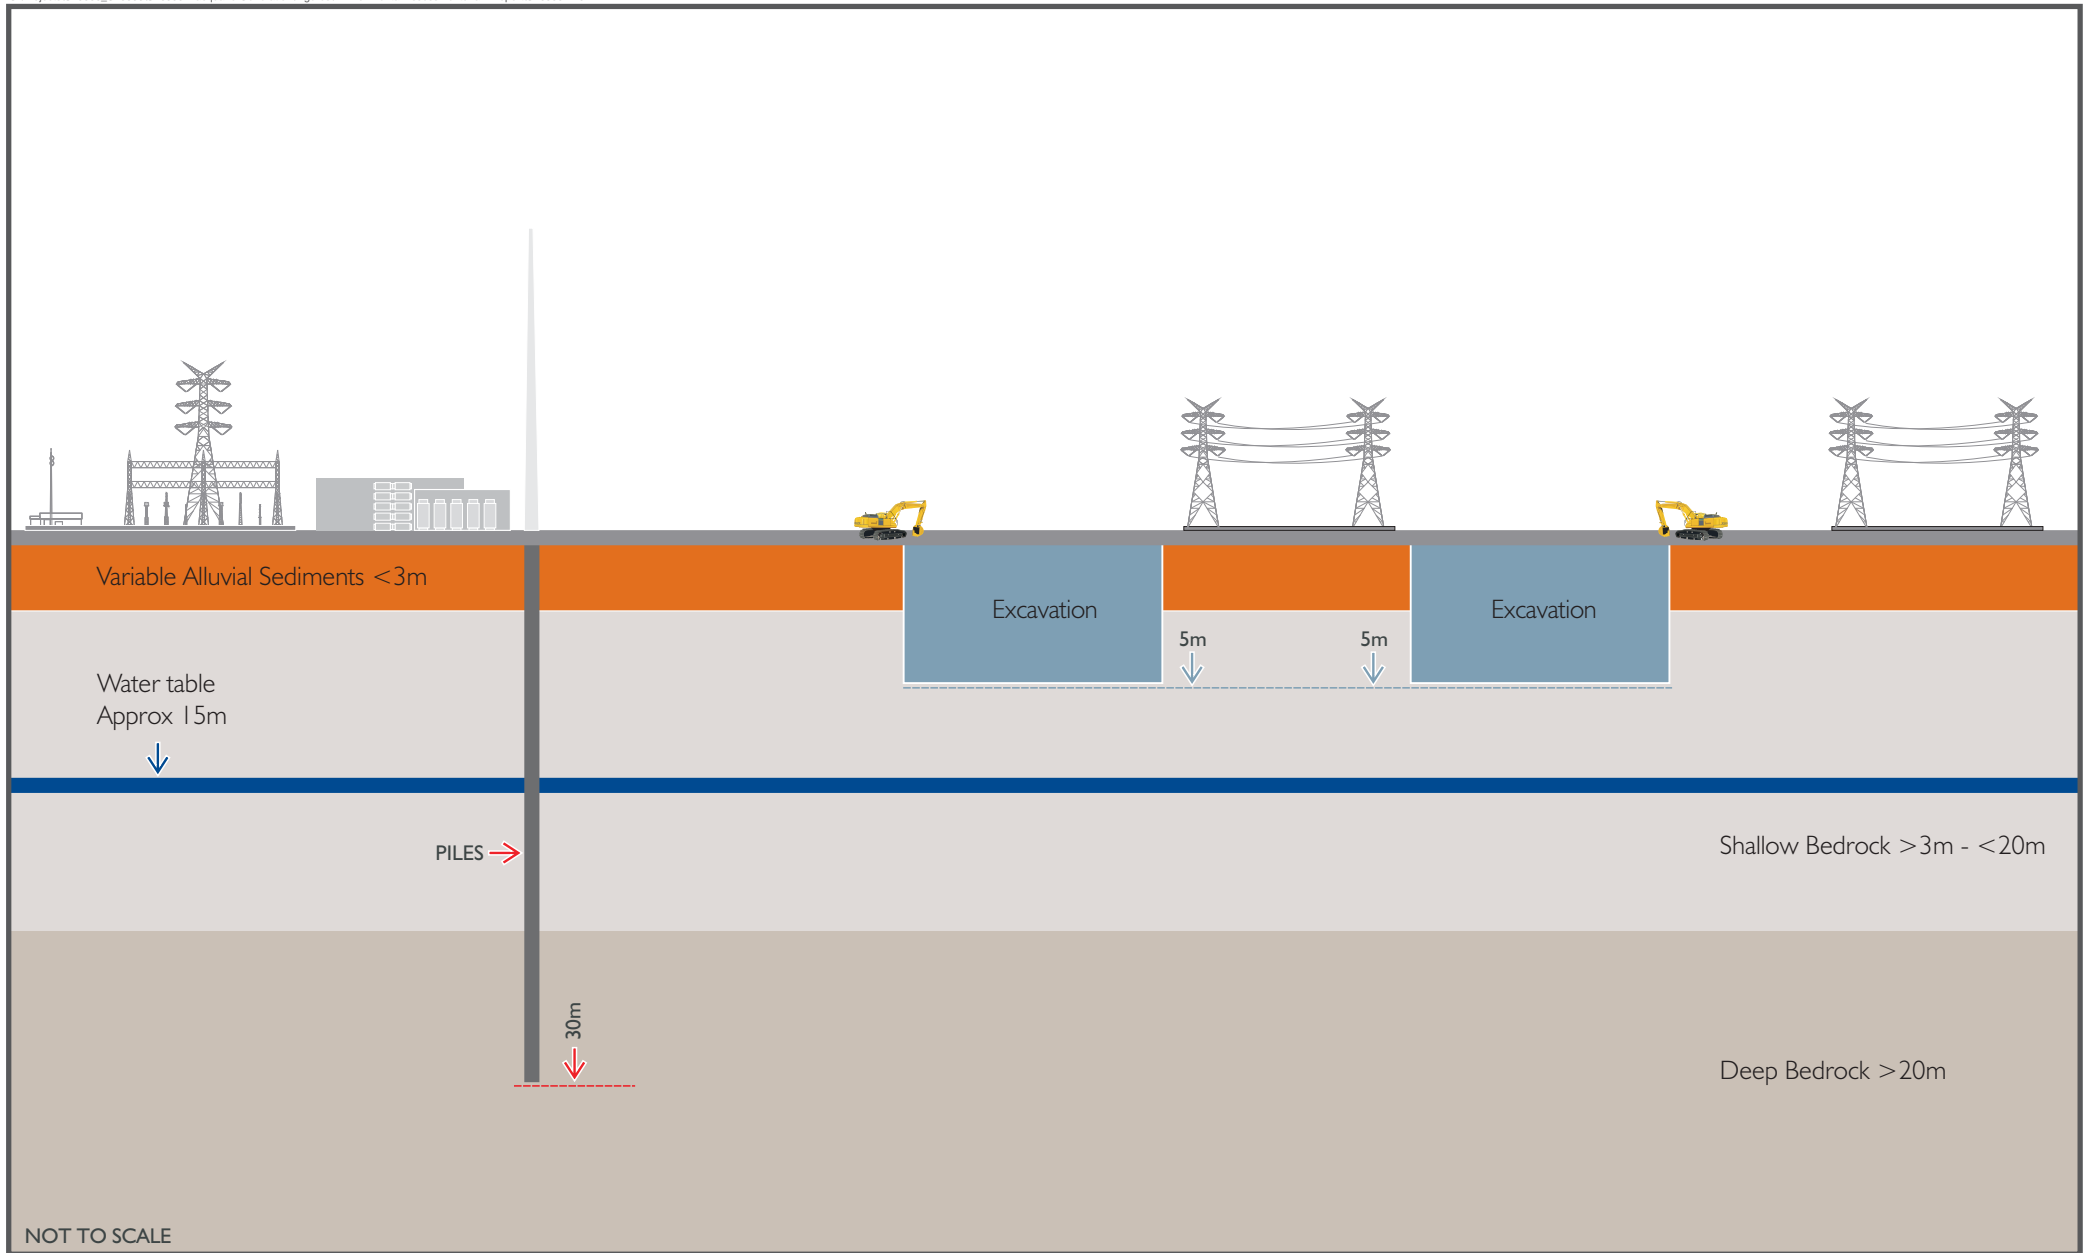 Variable Alluvial Sediments <3m
Excavation
Excavation
5m
5m
Water table
Approx 15m
PILES
Shallow Bedrock >3m - <20m
30m
Deep Bedrock >20m
NOT TO SCALE